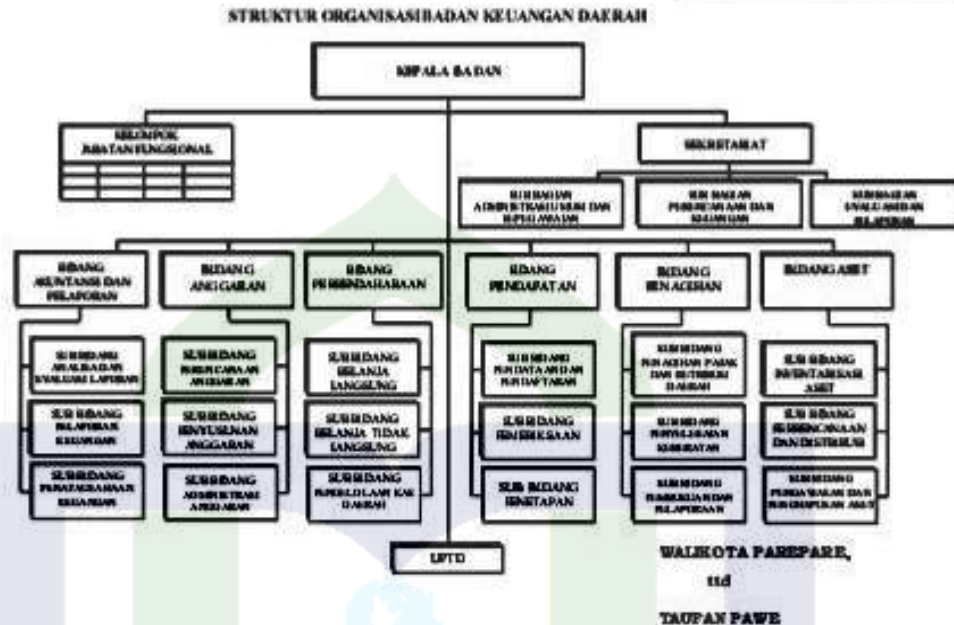 STRUKTUR ORGANISASI BADAN KEUANGAN DAERAH
KEPALA BADAN
KELOMPOK
JABATAN FUNGSIONAL
SEKRETARIAT
SUB BAGIAN
ADMINISTRASI UMUM DAN
KEPEGAWAIAN
SUB BAGIAN
PERENCANAAN DAN
KEUANGAN
SUB BAGIAN
EVALUASI DAN
PELAPORAN
BIDANG
AKUNTANSI DAN
PELAPORAN
BIDANG
ANGGARAN
BIDANG
PERBENDAHARAAN
BIDANG
PENDAPATAN
BIDANG
PENAGIHAN
BIDANG ASET
SUB BIDANG
ANALISA DAN
EVALUASI LAPORAN
SUB BIDANG
PELAPORAN
KEUANGAN
SUB BIDANG
PENATAUSAHAAN
KEUANGAN
SUB BIDANG
PERENCANAAN
ANGGARAN
SUB BIDANG
PENYUSUNAN
ANGGARAN
SUB BIDANG
ADMINISTRASI
ANGGARAN
SUB BIDANG
BELANJA
LANGSUNG
SUB BIDANG
BELANJA TIDAK
LANGSUNG
SUB BIDANG
PENGELOLAAN KAS
DAERAH
SUB BIDANG
PENDATAAN DAN
PENDAFTARAN
SUB BIDANG
PEMERIKSAAN
SUB BIDANG
PENETAPAN
SUB BIDANG
PENAGIHAN PAJAK
DAN RETRIBUSI
DAERAH
SUB BIDANG
PENYELESAIAN
KEBERATAN
SUB BIDANG
PEMBUKUAN DAN
PELAPORAN
SUB BIDANG
INVENTARISASI
ASET
SUB BIDANG
PERENCANAAN
DAN DISTRIBUSI
SUB BIDANG
PENGAWASAN DAN
PENGHAPUSAN ASET
UPTD
WALIKOTA PAREPARE,
ttd
TAUFAN PAWE